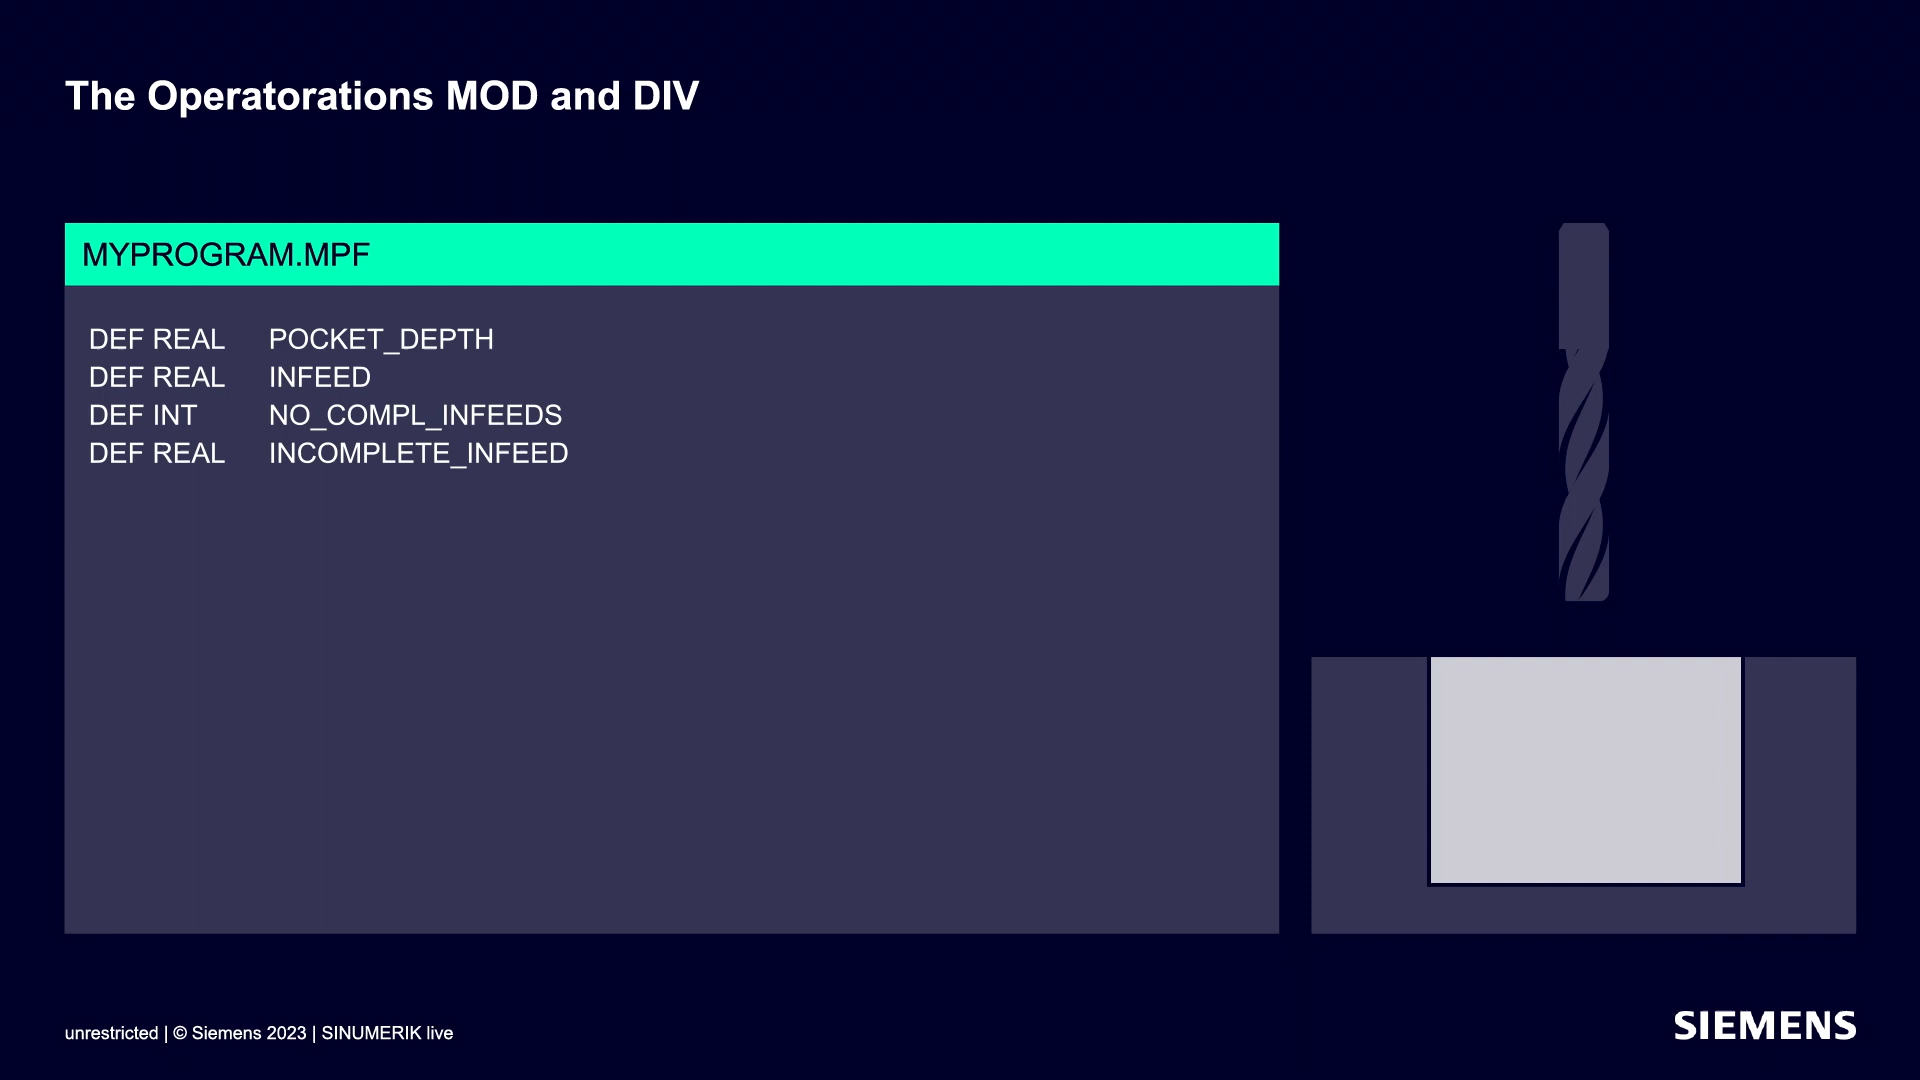 The Operatorations MOD and DIV
MYPROGRAM.MPF
DEF REAL POCKET_DEPTH
DEF REAL INFEED
DEF INT NO_COMPL_INFEEDS
DEF REAL INCOMPLETE_INFEED
unrestricted | © Siemens 2023 | SINUMERIK live
SIEMENS